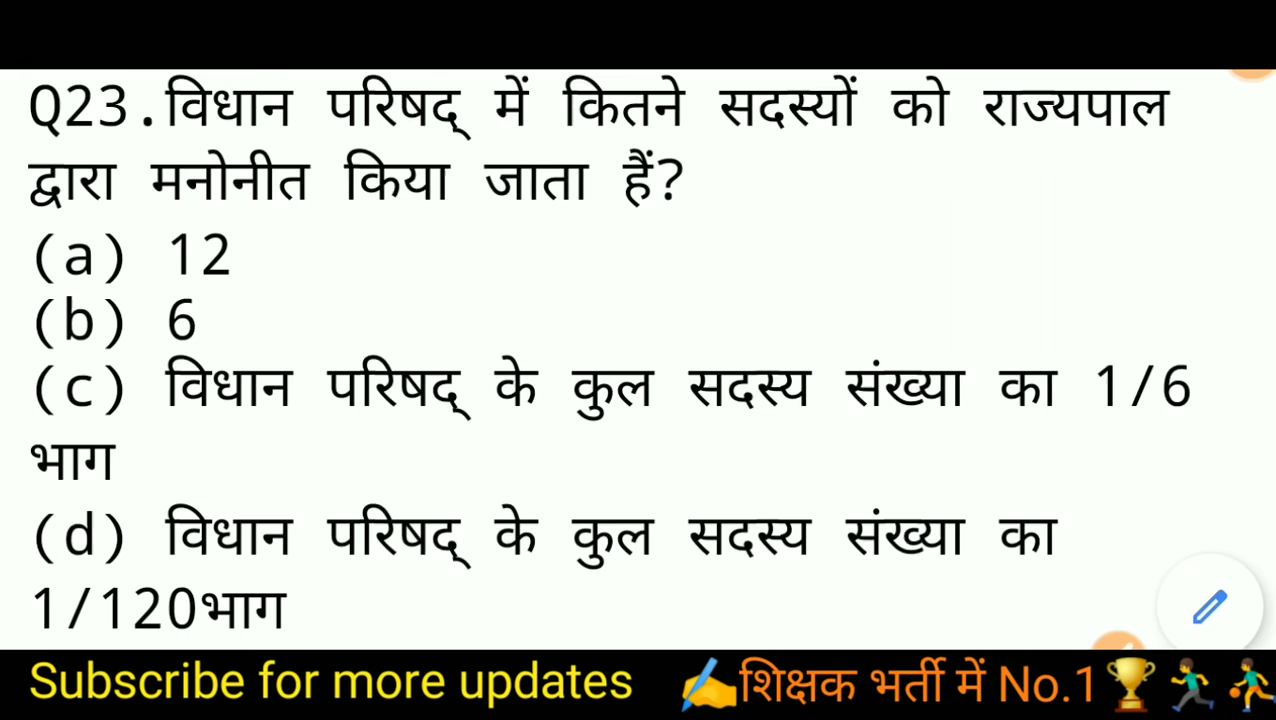 Q23.विधान परिषद् में कितने सदस्यों को राज्यपाल
द्वारा मनोनीत किया जाता हैं?
(a) 12
(b) 6
(c) विधान परिषद् के कुल सदस्य संख्या का 1/6
भाग
(d) विधान परिषद् के कुल सदस्य संख्या का
1/120भाग
Subscribe for more updates ✍️शिक्षक भर्ती में No.1🏆🏃⛹️